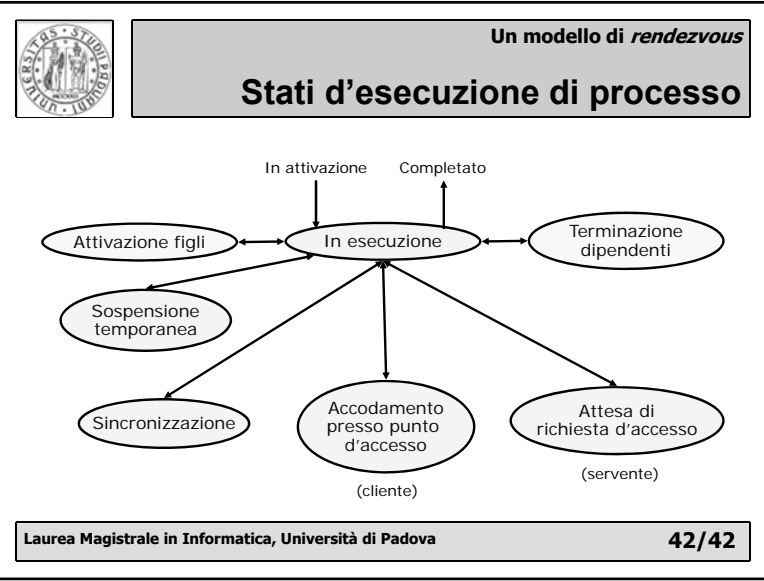 Un modello di rendezvous
Stati d'esecuzione di processo
In attivazione
Completato
Attivazione figli
In esecuzione
Terminazione
dipendenti
Sospensione
temporanea
Sincronizzazione
Accodamento
presso punto
d'accesso
Attesa di
richiesta d'accesso
(cliente)
(servente)
Laurea Magistrale in Informatica, Università di Padova
42/42